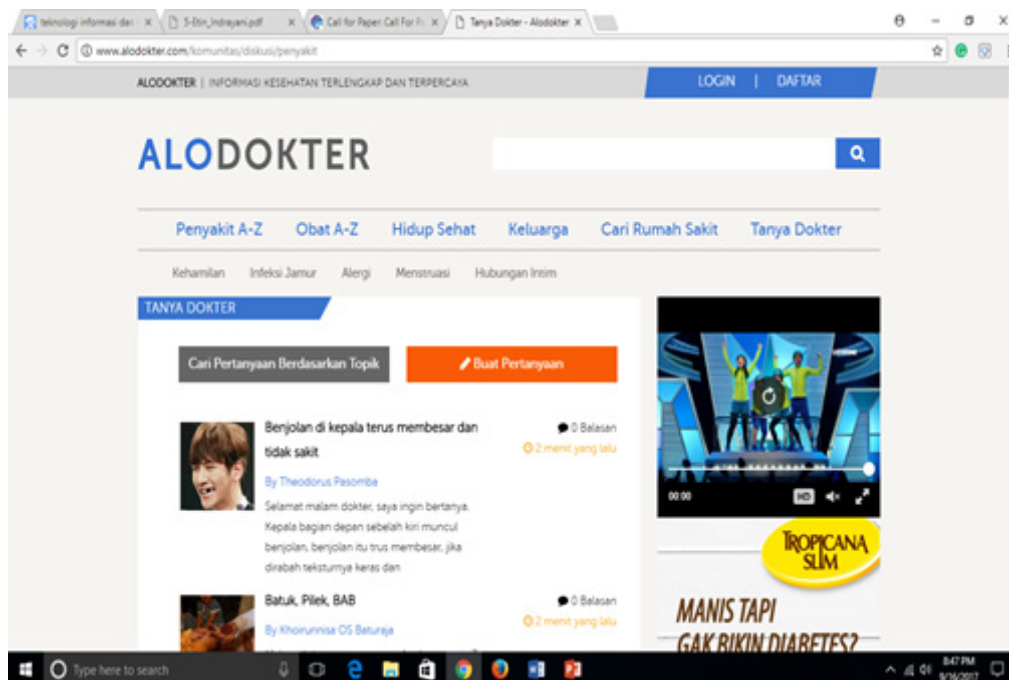 teknologi informasi dan
5-Etin_Indrayani.pdf
Call for Paper Call For P
Tanya Dokter - Alodokter
www.alodokter.com/komunitas/diskusi/penyakit
ALODOKTER | INFORMASI KESEHATAN TERLENGKAP DAN TERPERCAYA
LOGIN | DAFTAR
ALODOKTER
Penyakit A-Z Obat A-Z Hidup Sehat Keluarga Cari Rumah Sakit Tanya Dokter
Kehamilan Infeksi Jamur Alergi Menstruasi Hubungan Intim
TANYA DOKTER
Cari Pertanyaan Berdasarkan Topik
Buat Pertanyaan
Benjolan di kepala terus membesar dan
tidak sakit
0 Balasan
2 menit yang lalu
By Theodorus Pasomba
Selamat malam dokter, saya ingin bertanya.
Kepala bagian depan sebelah kiri muncul
benjolan, benjolan itu trus membesar, jika
dirabah teksturnya keras dan
Batuk, Pilek, BAB
0 Balasan
2 menit yang lalu
By Khoirunnisa OS Baturaja
00:00
HD
TROPICANA
SLIM
MANIS TAPI
GAK BIKIN DIABETES?
Type here to search
8:47 PM
9/16/2017